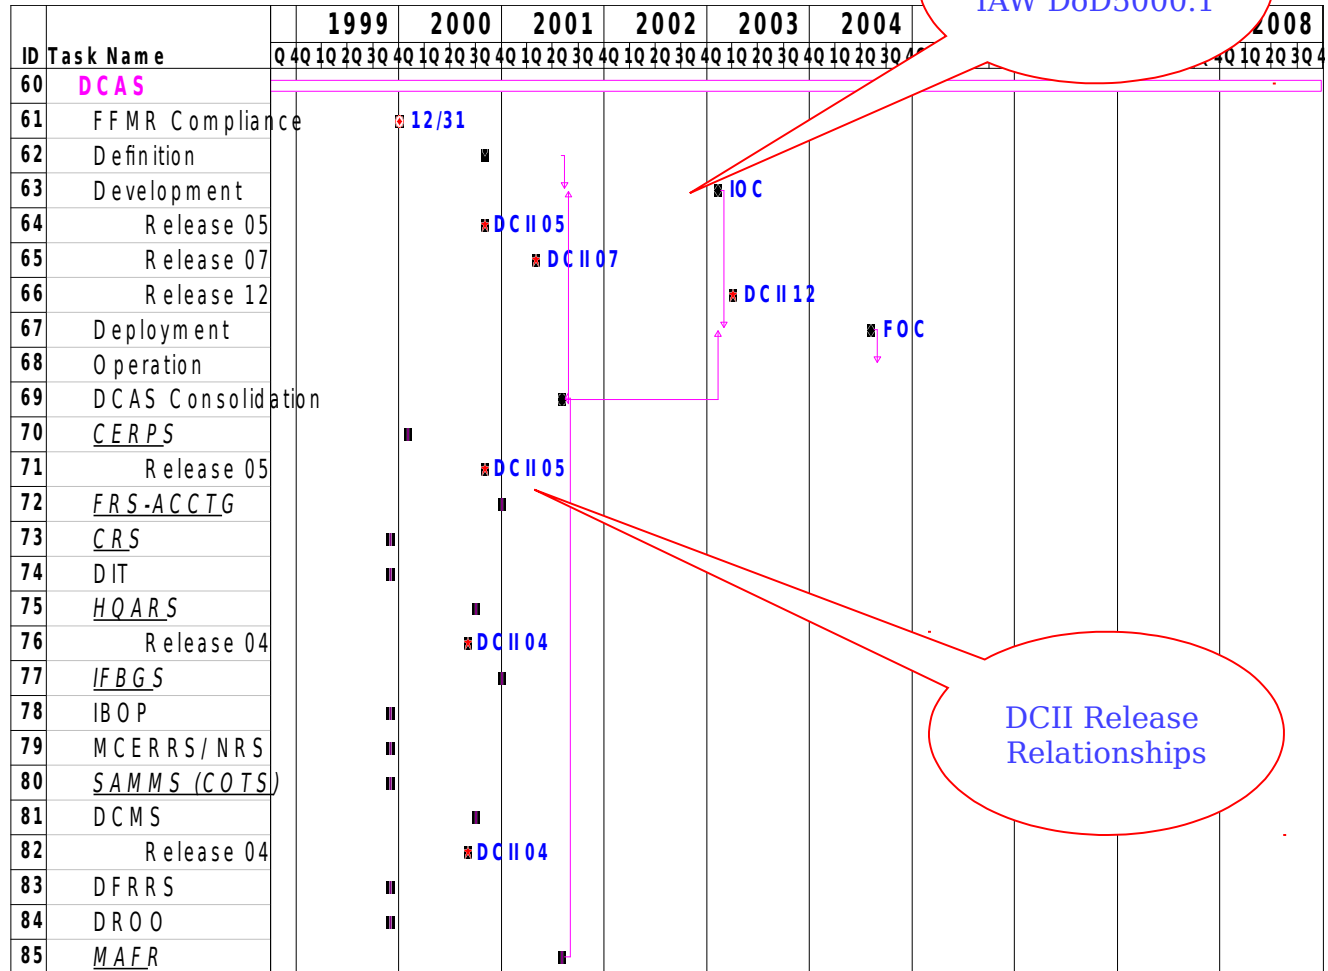 IAW DoD5000.1
1999 2000 2001 2002 2003 2004 2008
ID Task Name Q 4Q 1Q 2Q 3Q 4Q 1Q 2Q 3Q 4Q 1Q 2Q 3Q 4Q 1Q 2Q 3Q 4Q 1Q 2Q 3Q 4Q 1Q 2Q 3Q 4Q 1Q 2Q 3Q 4
60 DCAS
61 FFMR Compliance 12/31
62 Definition
63 Development IOC
64 Release 05 DCII 05
65 Release 07 DCII 07
66 Release 12 DCII 12
67 Deployment FOC
68 Operation
69 DCAS Consolidation
70 CERPS
71 Release 05 DCII 05
72 FRS-ACCTG
73 CRS
74 DIT
75 HQARS
76 Release 04 DCII 04
77 IFBGS
78 IBOP
79 MCERRS/NRS
80 SAMMS (COTS)
81 DCMS
82 Release 04 DCII 04
83 DFRRS
84 DROO
85 MAFR
DCII Release
Relationships